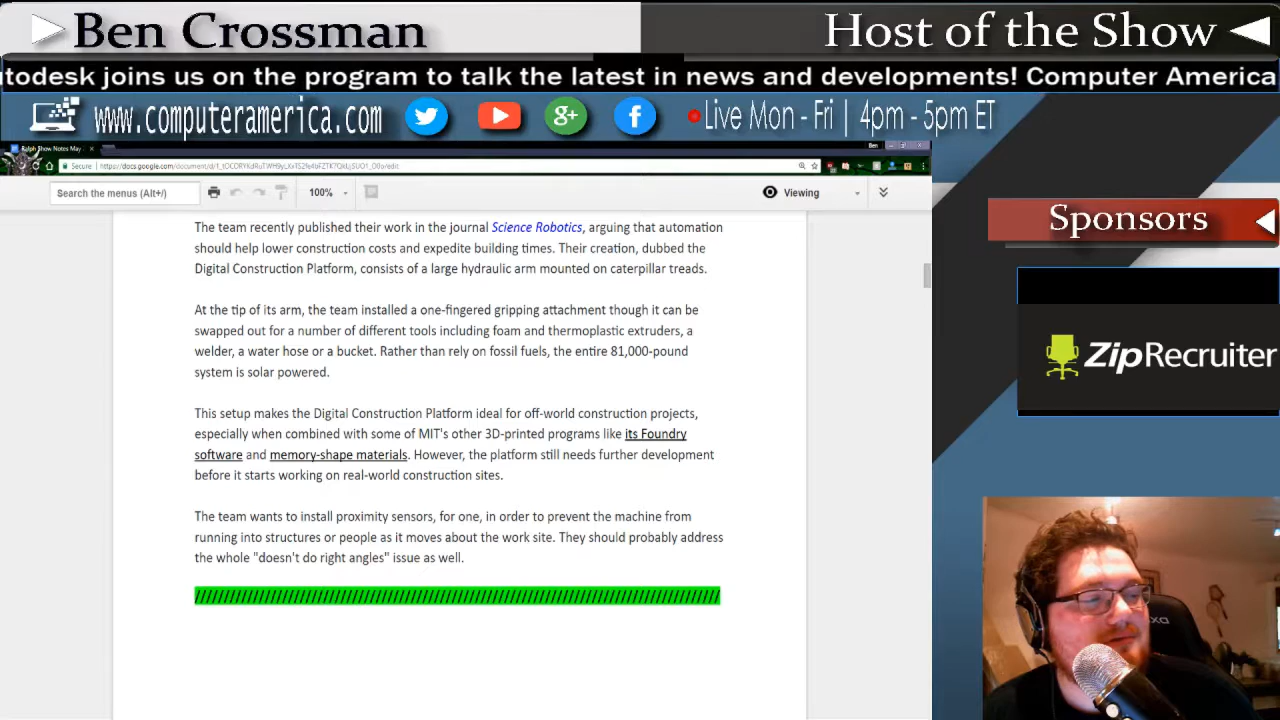 Ben Crossman
Host of the Show
utodesk joins us on the program to talk the latest in news and developments! Computer America
www.computeramerica.com
G+
Live Mon - Fri | 4pm - 5pm ET
Ralph Show Notes May
Ben
Secure
Search the menus (Alt+/)
100%
Viewing
The team recently published their work in the journal Science Robotics, arguing that automation
should help lower construction costs and expedite building times. Their creation, dubbed the
Digital Construction Platform, consists of a large hydraulic arm mounted on caterpillar treads.
At the tip of its arm, the team installed a one-fingered gripping attachment though it can be
swapped out for a number of different tools including foam and thermoplastic extruders, a
welder, a water hose or a bucket. Rather than rely on fossil fuels, the entire 81,000-pound
system is solar powered.
This setup makes the Digital Construction Platform ideal for off-world construction projects,
especially when combined with some of MIT's other 3D-printed programs like its Foundry
software and memory-shape materials. However, the platform still needs further development
before it starts working on real-world construction sites.
The team wants to install proximity sensors, for one, in order to prevent the machine from
running into structures or people as it moves about the work site. They should probably address
the whole "doesn't do right angles" issue as well.
Sponsors
ZipRecruiter